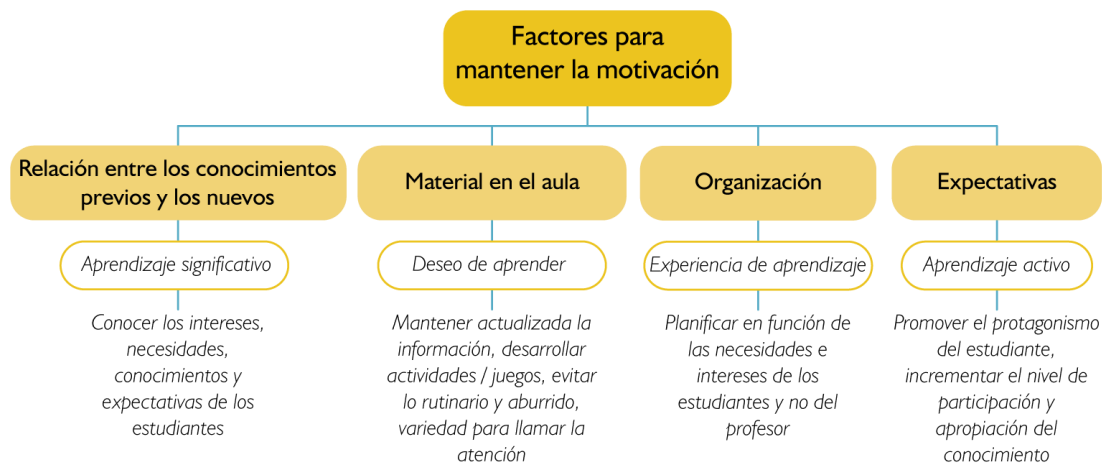 Factores para
mantener la motivación
Relación entre los conocimientos
previos y los nuevos
Aprendizaje significativo
Conocer los intereses,
necesidades,
conocimientos y
expectativas de los
estudiantes
Material en el aula
Deseo de aprender
Mantener actualizada la
información, desarrollar
actividades / juegos, evitar
lo rutinario y aburrido,
variedad para llamar la
atención
Organización
Experiencia de aprendizaje
Planificar en función de
las necesidades e
intereses de los
estudiantes y no del
profesor
Expectativas
Aprendizaje activo
Promover el protagonismo
del estudiante,
incrementar el nivel de
participación y
apropiación del
conocimiento